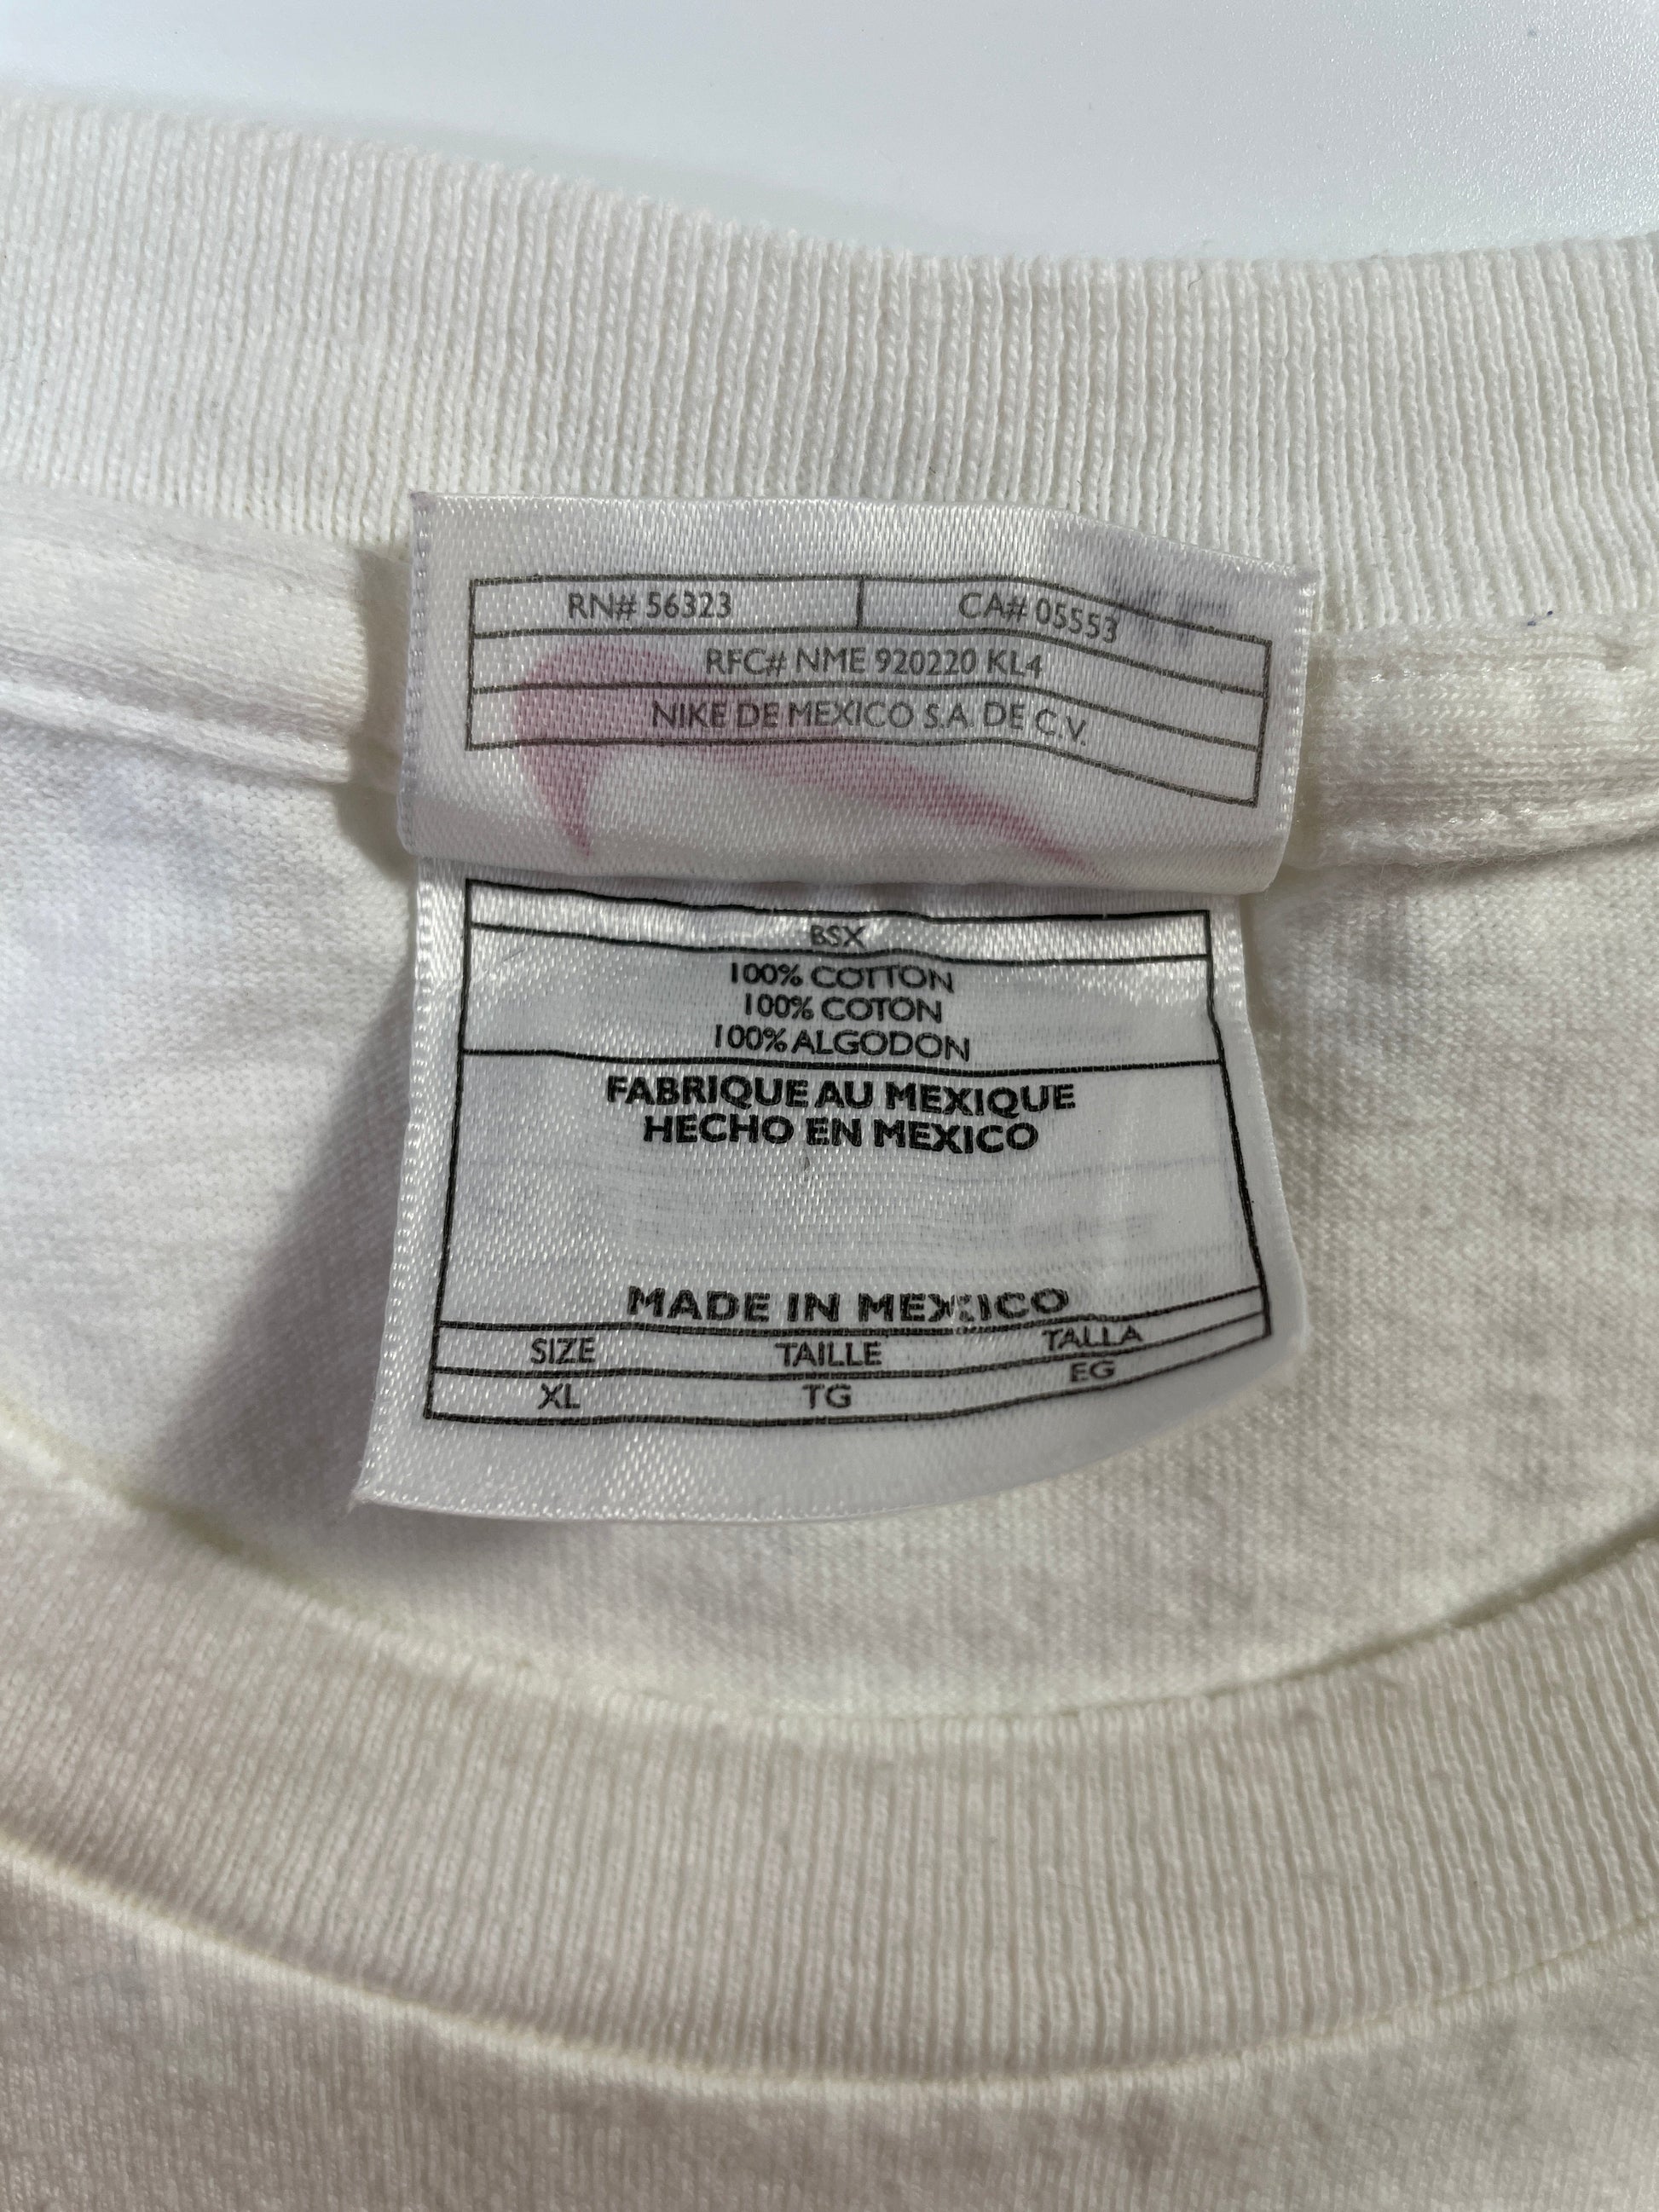 RN# 56323 CA# 05553
RFC# NME 920220 KL4
NIKE DE MEXICO S.A. DE C.V.
BSX
100% COTTON
100% COTON
100% ALGODON
FABRIQUE AU MEXIQUE
HECHO EN MEXICO
MADE IN MEXICO
SIZE TAILLE TALLA
XL TG EG